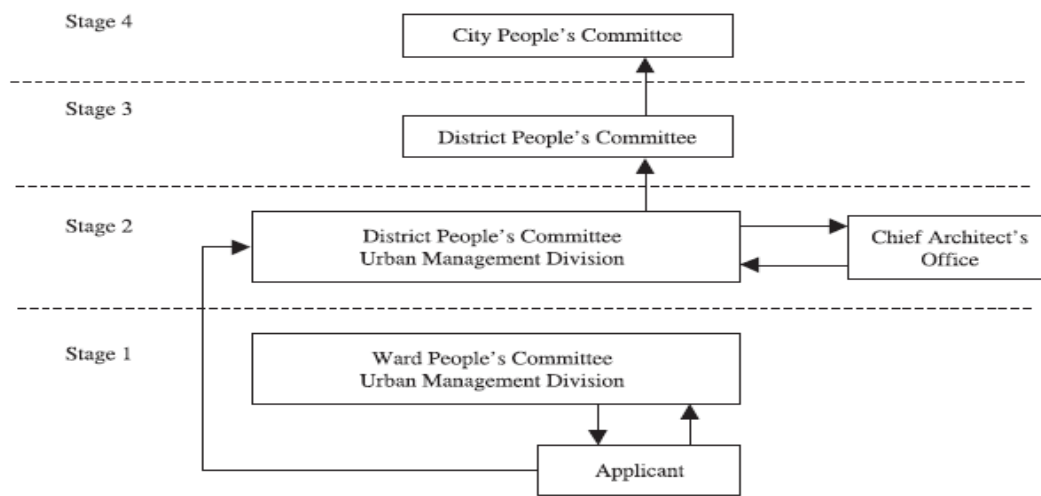 Stage 4
City People's Committee
Stage 3
District People's Committee
Stage 2
District People's Committee
Urban Management Division
Chief Architect's
Office
Stage 1
Ward People's Committee
Urban Management Division
Applicant